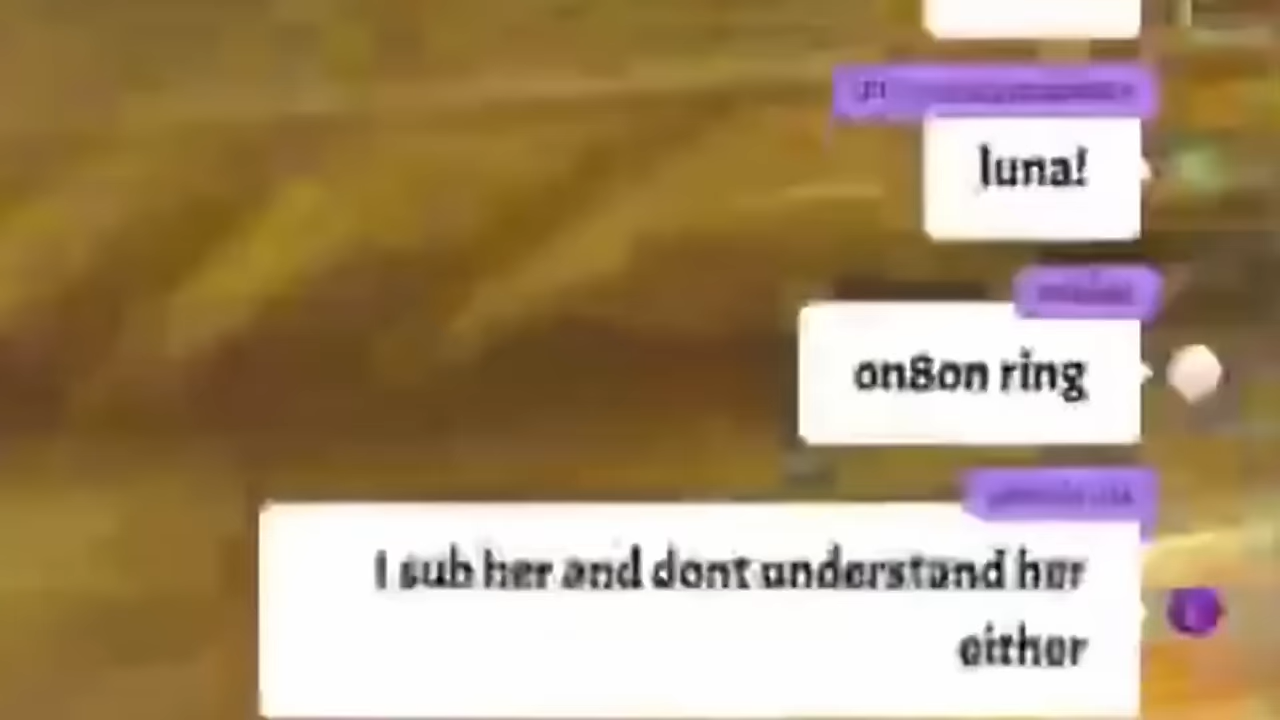 luna!
on8on ring
I sub her and dont understand her
either